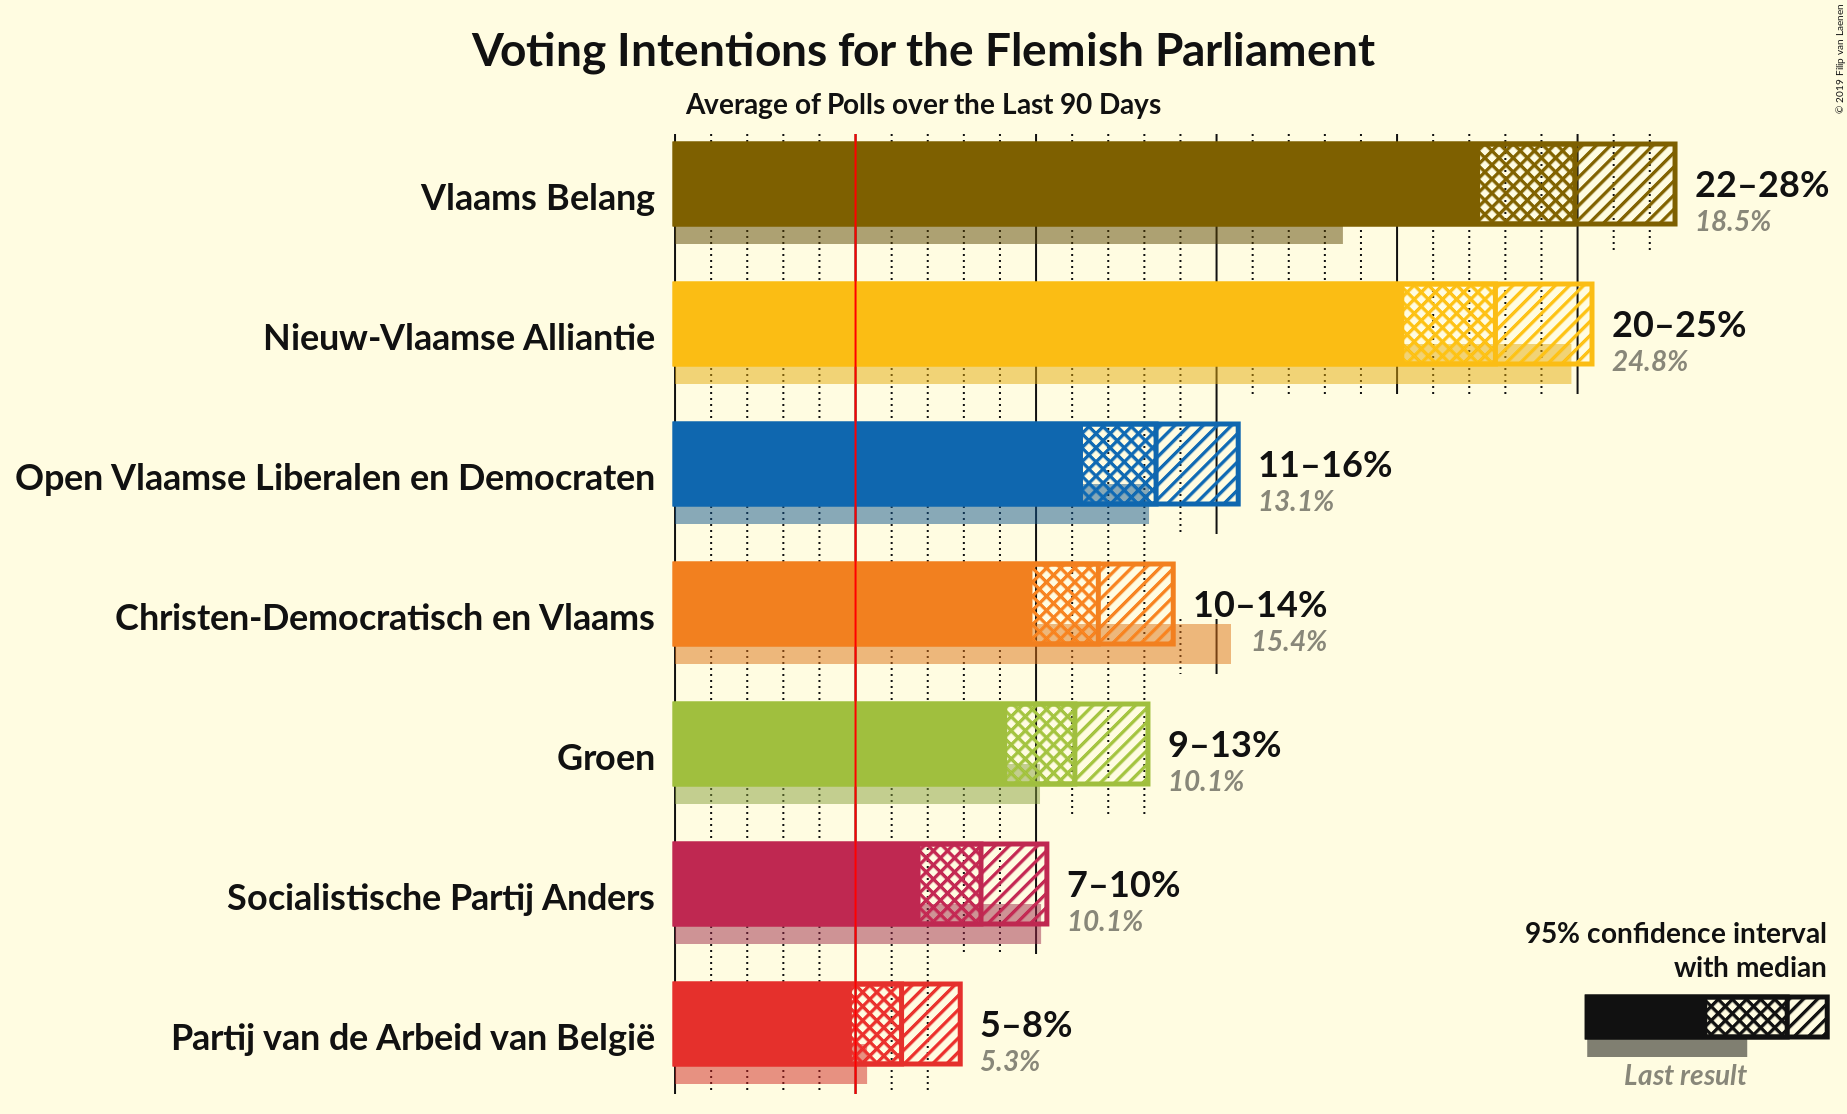 Voting Intentions for the Flemish Parliament
Average of Polls over the Last 90 Days
© 2019 Filip van Laenen
Vlaams Belang
22–28%
18.5%
Nieuw-Vlaamse Alliantie
20–25%
24.8%
Open Vlaamse Liberalen en Democraten
11–16%
13.1%
Christen-Democratisch en Vlaams
10–14%
15.4%
Groen
9–13%
10.1%
Socialistische Partij Anders
7–10%
10.1%
Partij van de Arbeid van België
5–8%
5.3%
95% confidence interval
with median
Last result